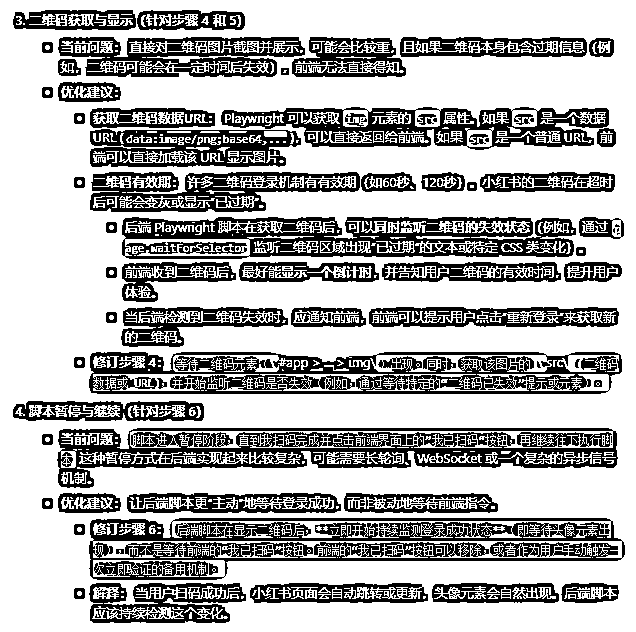 3. 二维码获取与显示 (针对步骤 4 和 5)
当前问题： 直接对二维码图片截图并展示，可能会比较重，且如果二维码本身包含过期信息 (例
如，二维码可能会在一定时间后失效) ，前端无法直接得知。
优化建议：
获取二维码数据URL： Playwright 可以获取 img 元素的 src 属性。如果 src 是一个数据
URL (data:image/png;base64,...) ，可以直接返回给前端。如果 src 是一个普通 URL，前
端可以直接加载该 URL 显示图片。
二维码有效期： 许多二维码登录机制有有效期 (如60秒、120秒) 。小红书的二维码在超时
后可能会变灰或显示“已过期”。
后端 Playwright 脚本在获取二维码后，可以同时监听二维码的失效状态 (例如，通过 p
age.waitForSelector 监听二维码区域出现“已过期”的文本或特定 CSS 类变化) 。
前端收到二维码后，最好能显示一个倒计时，并告知用户二维码的有效时间，提升用户
体验。
当后端检测到二维码失效时，应通知前端，前端可以提示用户点击“重新登录”来获取新
的二维码。
修订步骤 4： 等待二维码元素 (\`#app > ... > img\`) 出现。同时，获取该图片的 \`src\` (二维码
数据或 URL) ，并开始监听二维码是否失效 (例如，通过等待特定的“二维码已失效”提示或元素) 。
4. 脚本暂停与继续 (针对步骤 6)
当前问题： 脚本进入暂停阶段，直到我扫码完成并点击前端界面上的“我已扫码”按钮，再继续往下执行脚
本 这种暂停方式在后端实现起来比较复杂，可能需要长轮询、WebSocket 或一个复杂的异步信号
机制。
优化建议： 让后端脚本更“主动”地等待登录成功，而非被动地等待前端指令。
修订步骤 6： 后端脚本在显示二维码后，**立即开始持续监测登录成功状态** (即等待头像元素出
现) ，而不是等待前端的“我已扫码”按钮。前端的“我已扫码”按钮可以移除，或者作为用户手动触发一
次立即验证的备用机制。
解释： 当用户扫码成功后，小红书页面会自动跳转或更新，头像元素会自然出现。后端脚本
应该持续检测这个变化。